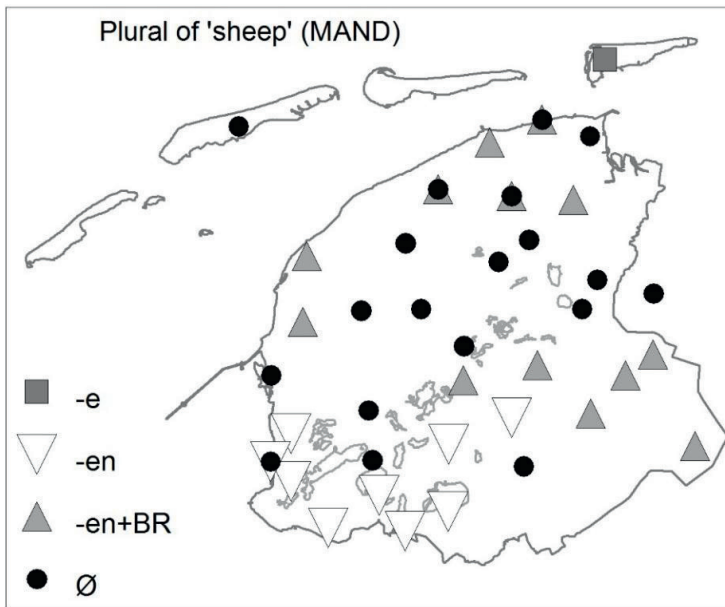 Plural of 'sheep' (MAND)
-e
-en
-en+BR
Ø